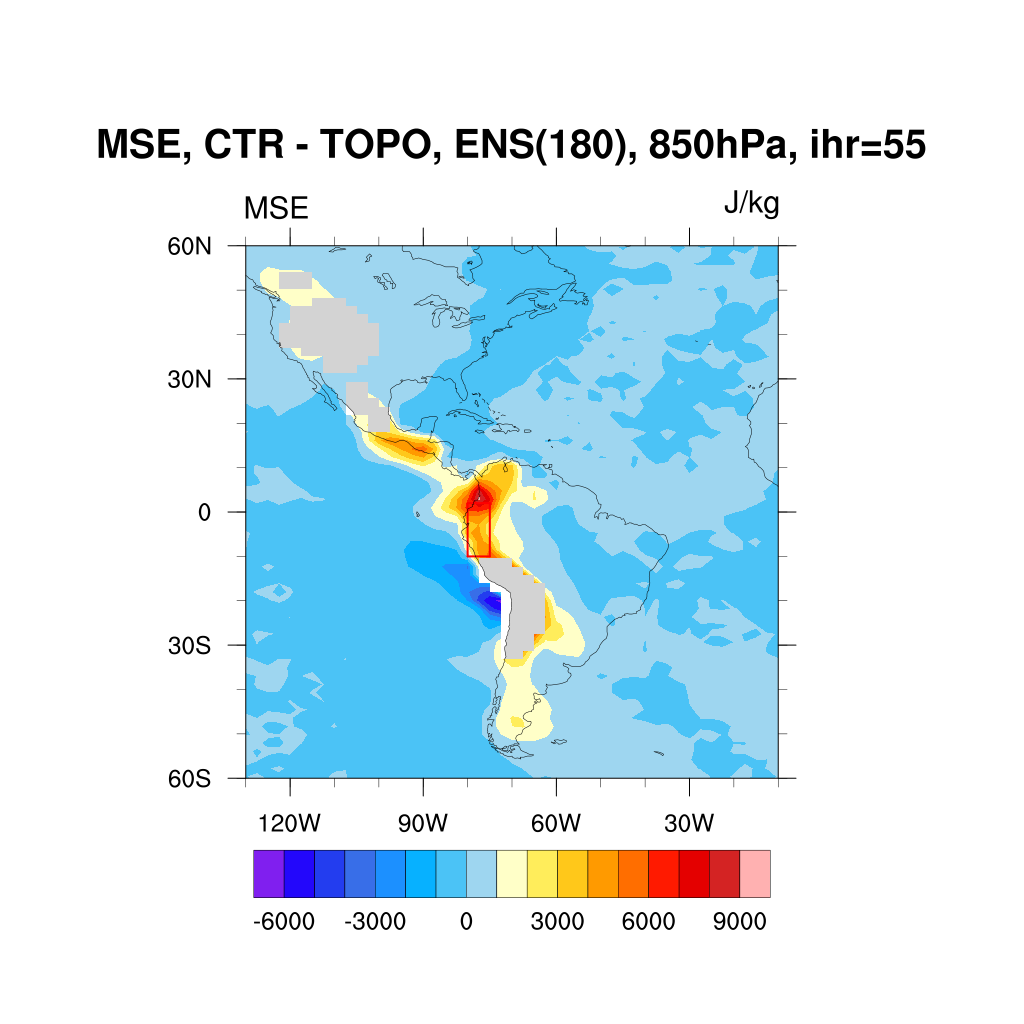 MSE, CTR - TOPO, ENS(180), 850hPa, ihr=55
MSE J/kg
60N
30N
0
30S
60S
120W 90W 60W 30W
-6000 -3000 0 3000 6000 9000